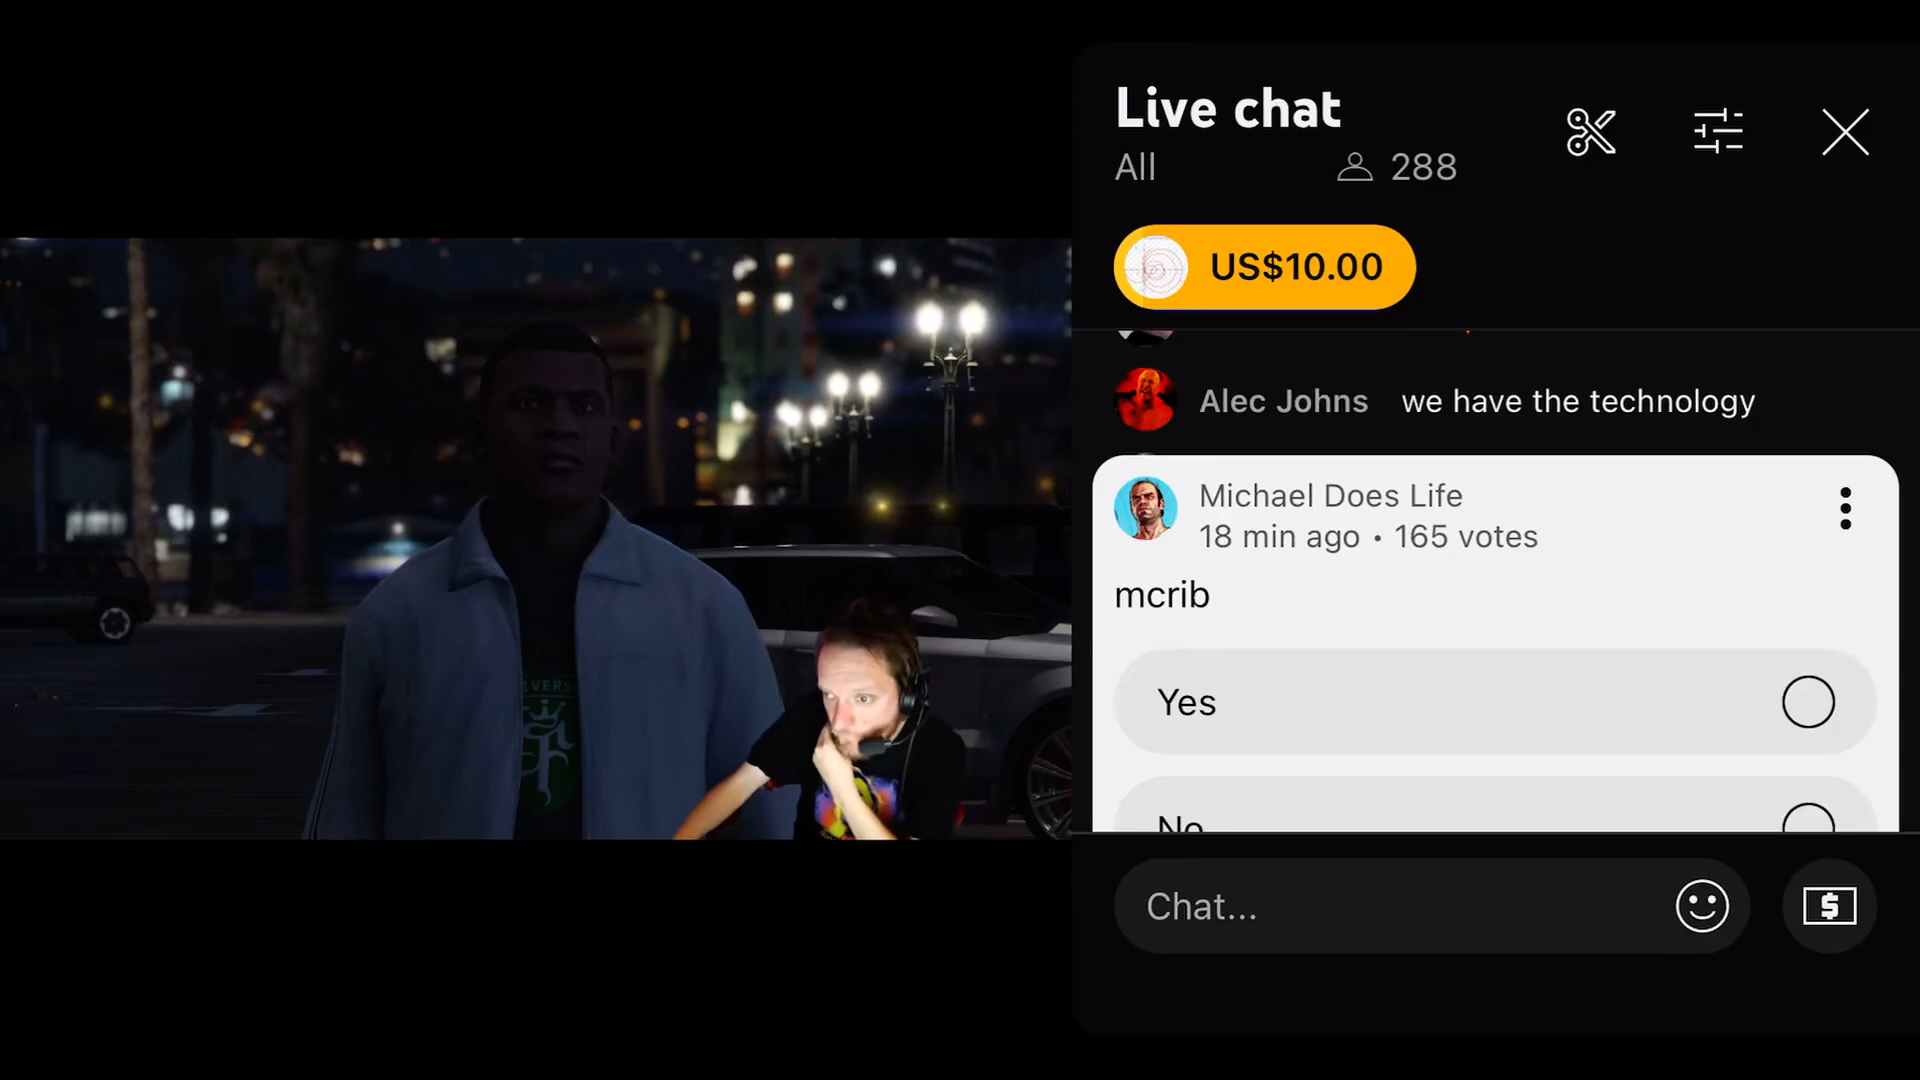 Live chat
All 288
US$10.00
Alec Johns we have the technology
Michael Does Life
18 min ago • 165 votes
mcrib
Yes
No
Chat...